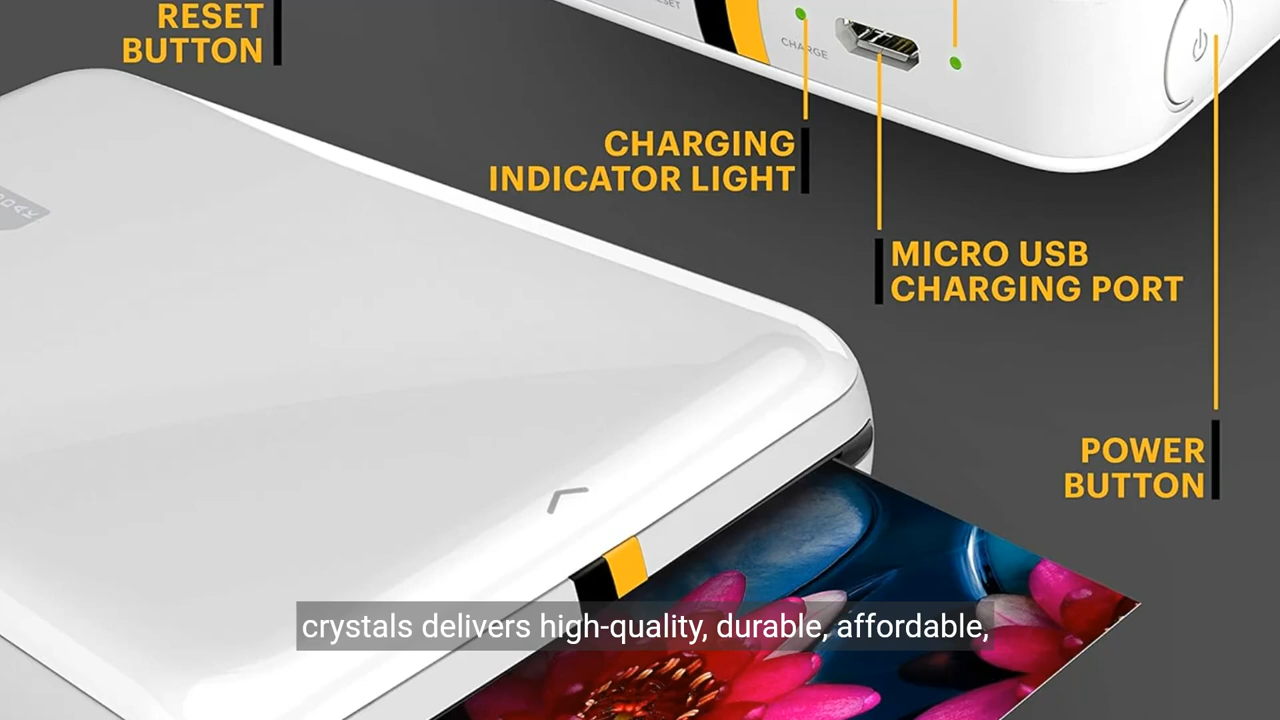 RESET
BUTTON
CHARGE
CHARGING
INDICATOR LIGHT
MICRO USB
CHARGING PORT
POWER
BUTTON
crystals delivers high-quality, durable, affordable,